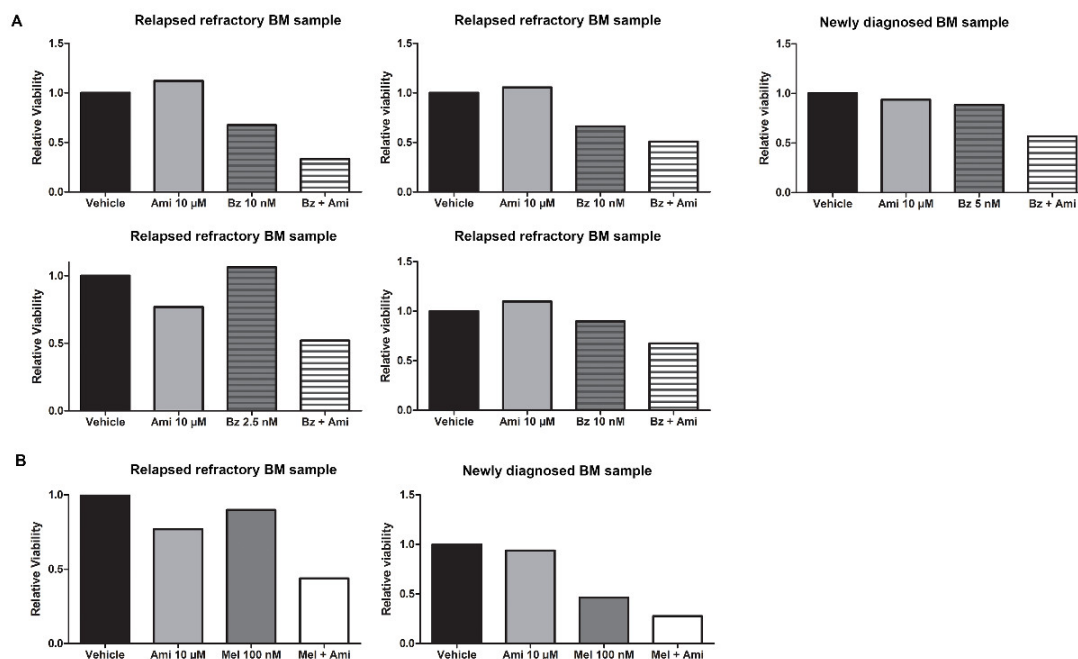 A
Relapsed refractory BM sample
Relative Viability
1.5
1.0
0.5
0.0
Vehicle Ami 10 µM Bz 10 nM Bz + Ami
Relapsed refractory BM sample
Relative viability
1.5
1.0
0.5
0.0
Vehicle Ami 10 µM Bz 10 nM Bz + Ami
Newly diagnosed BM sample
Relative viability
1.5
1.0
0.5
0.0
Vehicle Ami 10 µM Bz 5 nM Bz + Ami
Relapsed refractory BM sample
Relative Viability
1.0
0.5
0.0
Vehicle Ami 10 µM Bz 2.5 nM Bz + Ami
Relapsed refractory BM sample
Relative viability
1.5
1.0
0.5
0.0
Vehicle Ami 10 µM Bz 10 nM Bz + Ami
B
Relapsed refractory BM sample
Relative Viability
1.0
0.5
0.0
Vehicle Ami 10 µM Mel 100 nM Mel + Ami
Newly diagnosed BM sample
Relative viability
1.5
1.0
0.5
0.0
Vehicle Ami 10 µM Mel 100 nM Mel + Ami